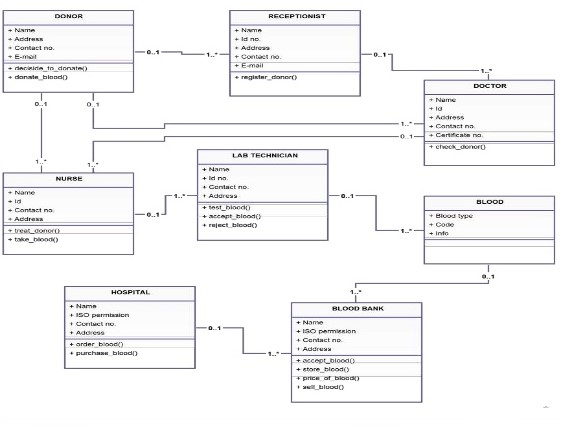 DONOR
+ Name
+ Address
+ Contact no.
+ E-mail
+ deciside_to_donate()
+ donate_blood()
0..1
1..*
RECEPTIONIST
+ Name
+ Id no.
+ Address
+ Contact no.
+ E-mail
+ register_donor()
0..1
1..*
DOCTOR
+ Name
+ Id
+ Address
+ Contact no.
+ Certificate no.
+ check_donor()
0..1
0..1
1..*
0..1
1..*
1..*
NURSE
+ Name
+ Id
+ Contact no.
+ Address
+ treat_donor()
+ take_blood()
0..1
1..*
LAB TECHNICIAN
+ Name
+ Id no.
+ Contact no.
+ Address
+ test_blood()
+ accept_blood()
+ reject_blood()
0..1
1..*
BLOOD
+ Blood type
+ Code
+ Info
0..1
1..*
HOSPITAL
+ Name
+ ISO permission
+ Contact no.
+ Address
+ order_blood()
+ purchase_blood()
0..1
1..*
BLOOD BANK
+ Name
+ ISO permission
+ Contact no.
+ Address
+ accept_blood()
+ store_blood()
+ price_of_blood()
+ sell_blood()